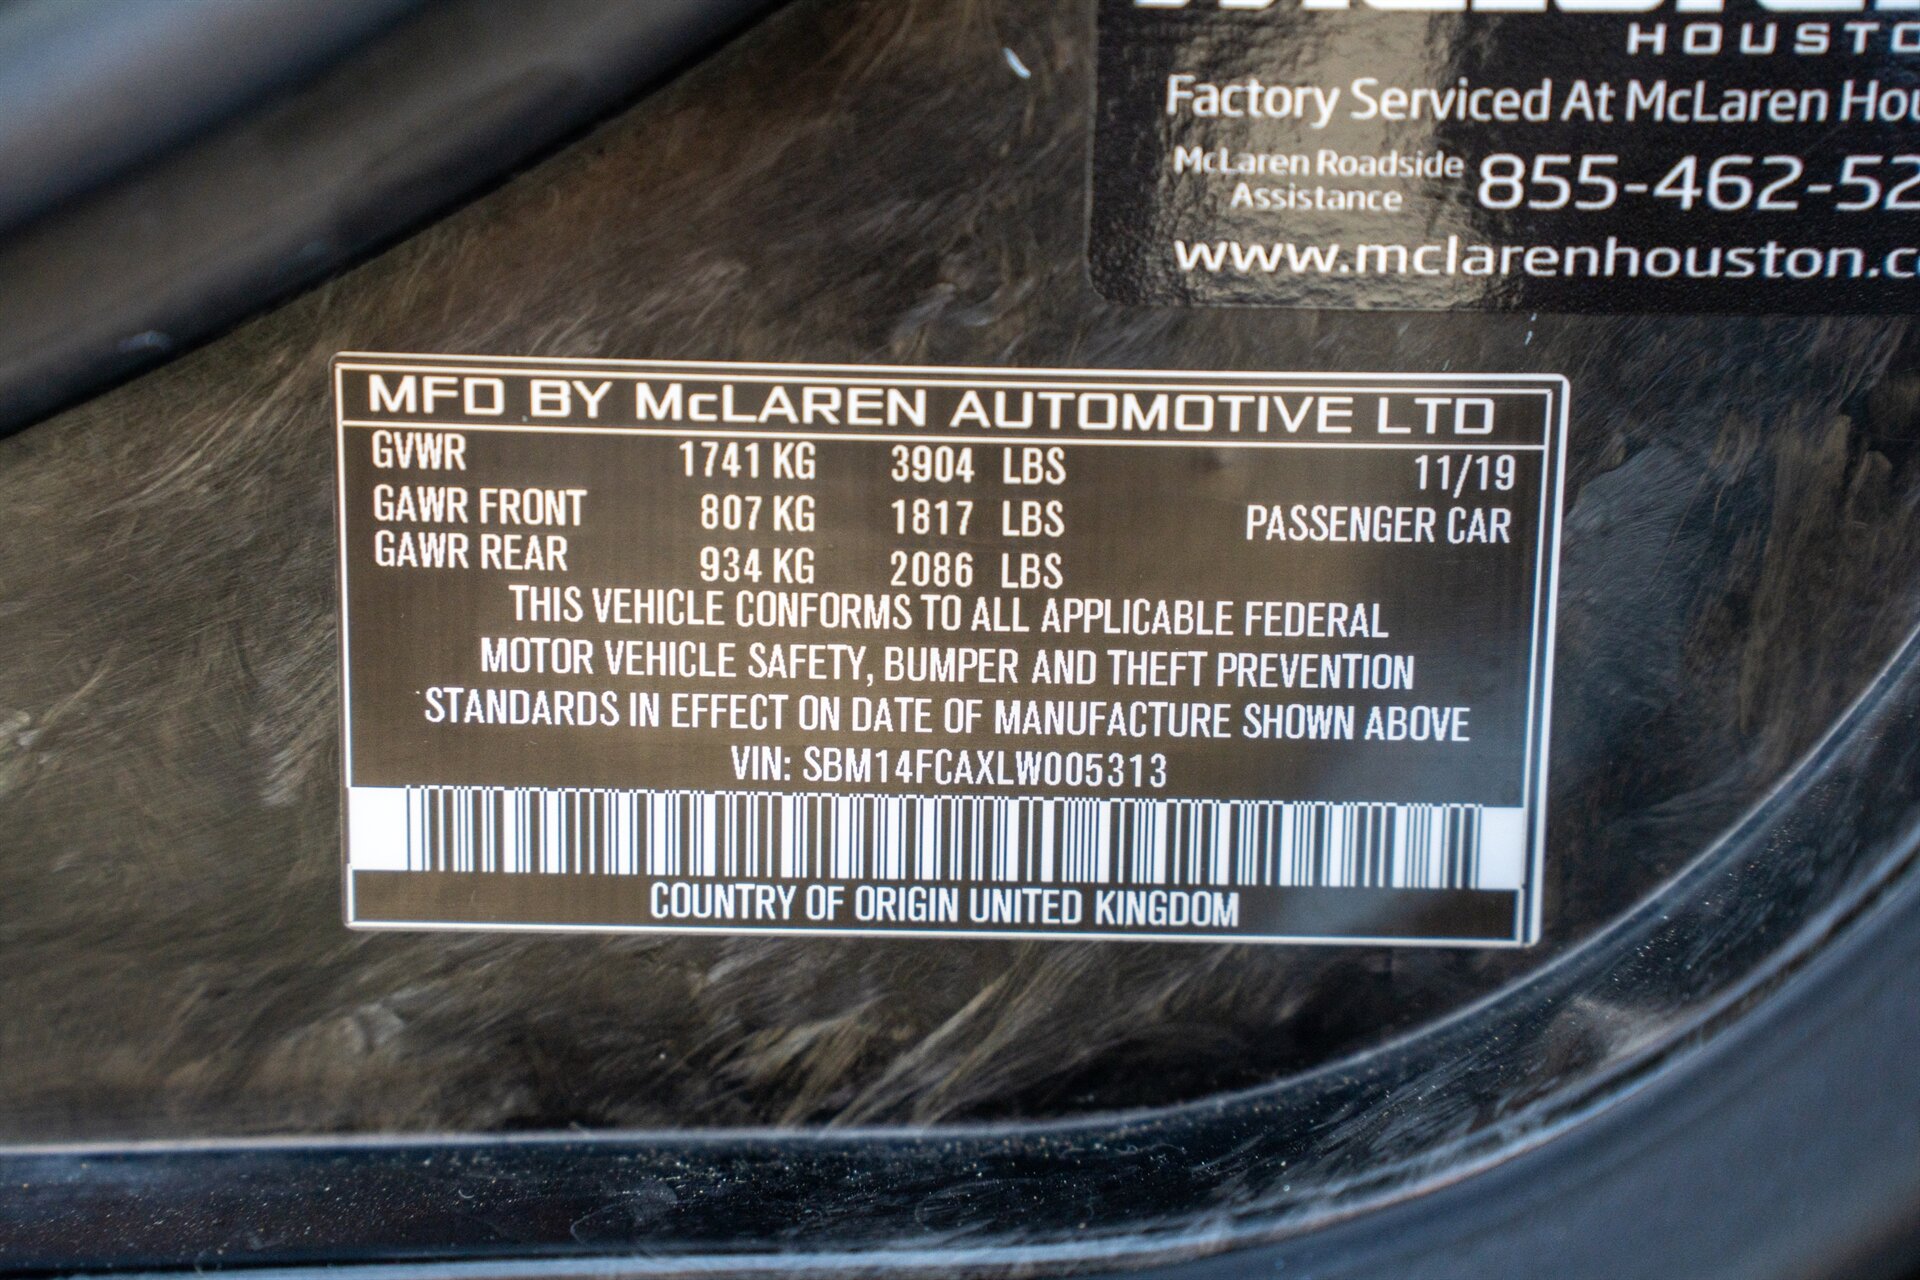 HOUSTO
Factory Serviced At McLaren Hou
McLaren Roadside
Assistance
855-462-52
www.mclarenhouston.c
MFD BY McLAREN AUTOMOTIVE LTD
GVWR 1741 KG 3904 LBS 11/19
GAWR FRONT 807 KG 1817 LBS PASSENGER CAR
GAWR REAR 934 KG 2086 LBS
THIS VEHICLE CONFORMS TO ALL APPLICABLE FEDERAL
MOTOR VEHICLE SAFETY, BUMPER AND THEFT PREVENTION
STANDARDS IN EFFECT ON DATE OF MANUFACTURE SHOWN ABOVE
VIN: SBM14FCAXLW005313
COUNTRY OF ORIGIN UNITED KINGDOM